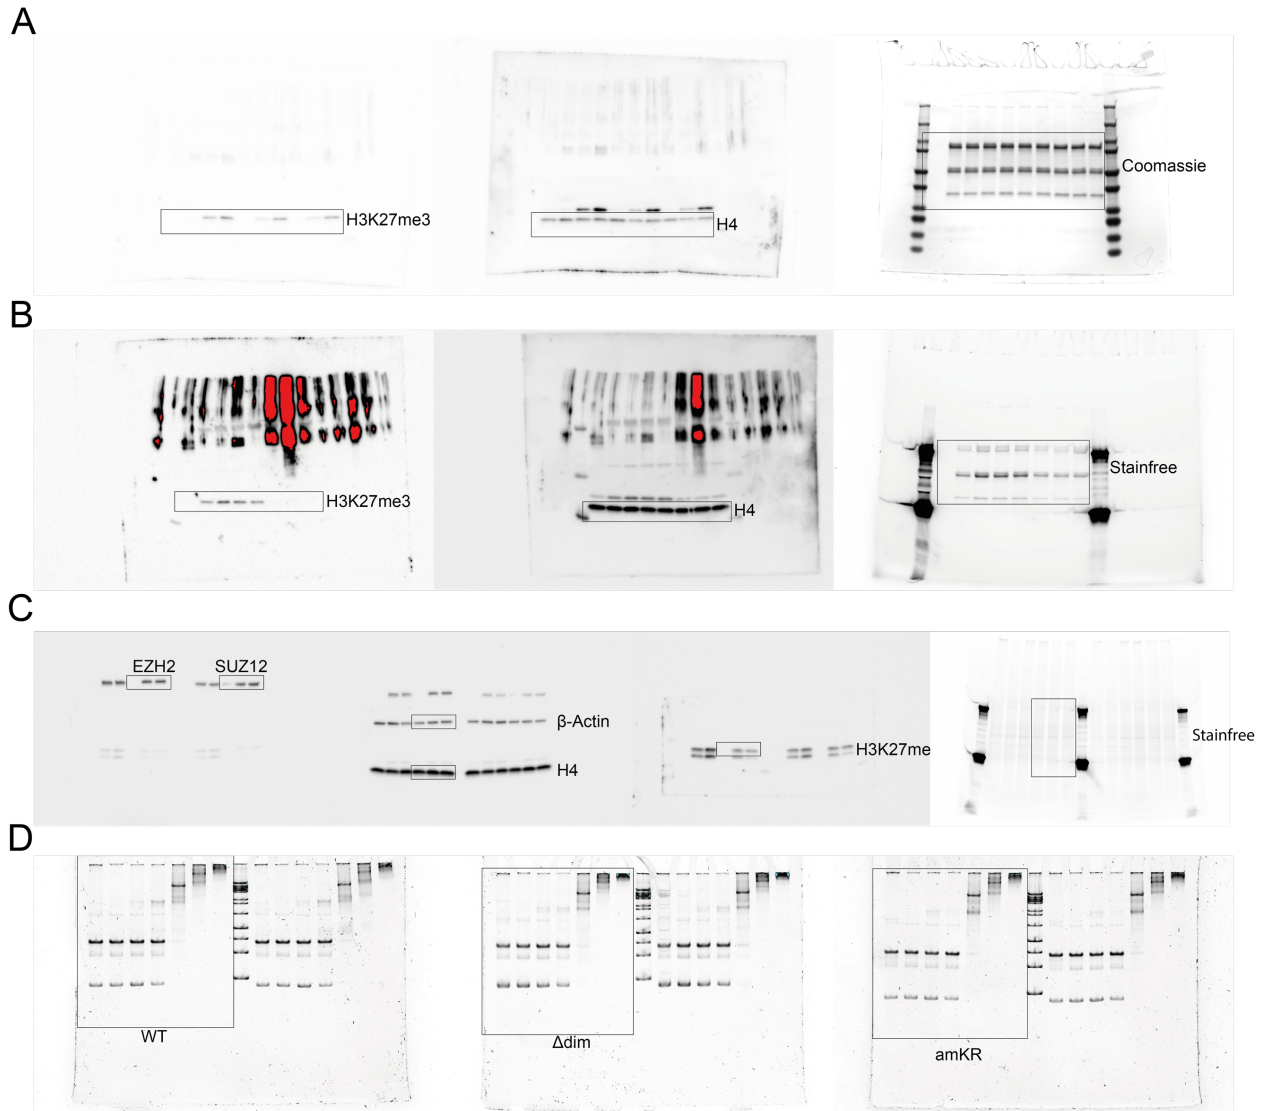 A
H3K27me3
H4
Coomassie
B
H3K27me3
H4
Stainfree
C
EZH2
SUZ12
β-Actin
H4
H3K27me
Stainfree
D
WT
Δdim
amKR